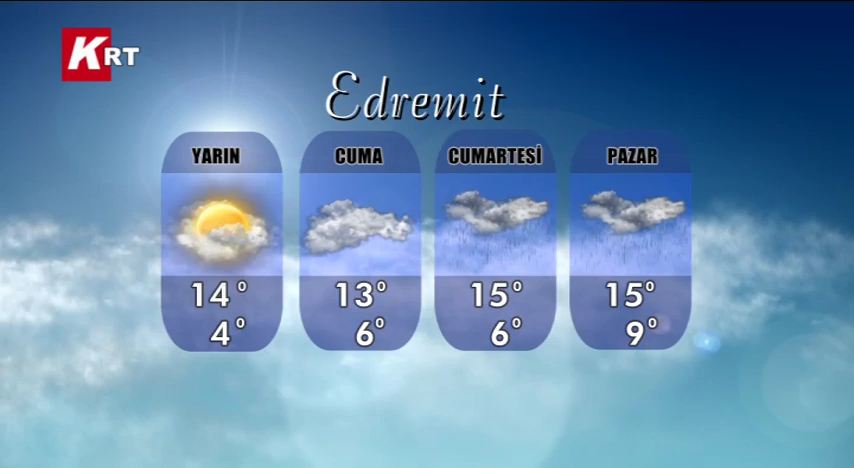 KRT
Edremit
YARIN
CUMA
CUMARTESİ
PAZAR
14°
13°
15°
15°
4°
6°
6°
9°